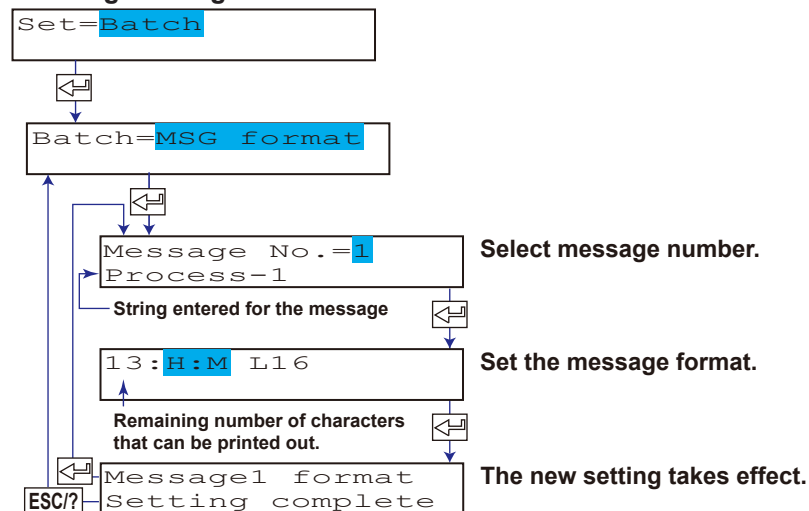 Set=Batch
Batch=MSG format
Message No.=1
Process-1
Select message number.
String entered for the message
13:H:M L16
Set the message format.
Remaining number of characters
that can be printed out.
Message1 format
Setting complete
The new setting takes effect.
ESC/?